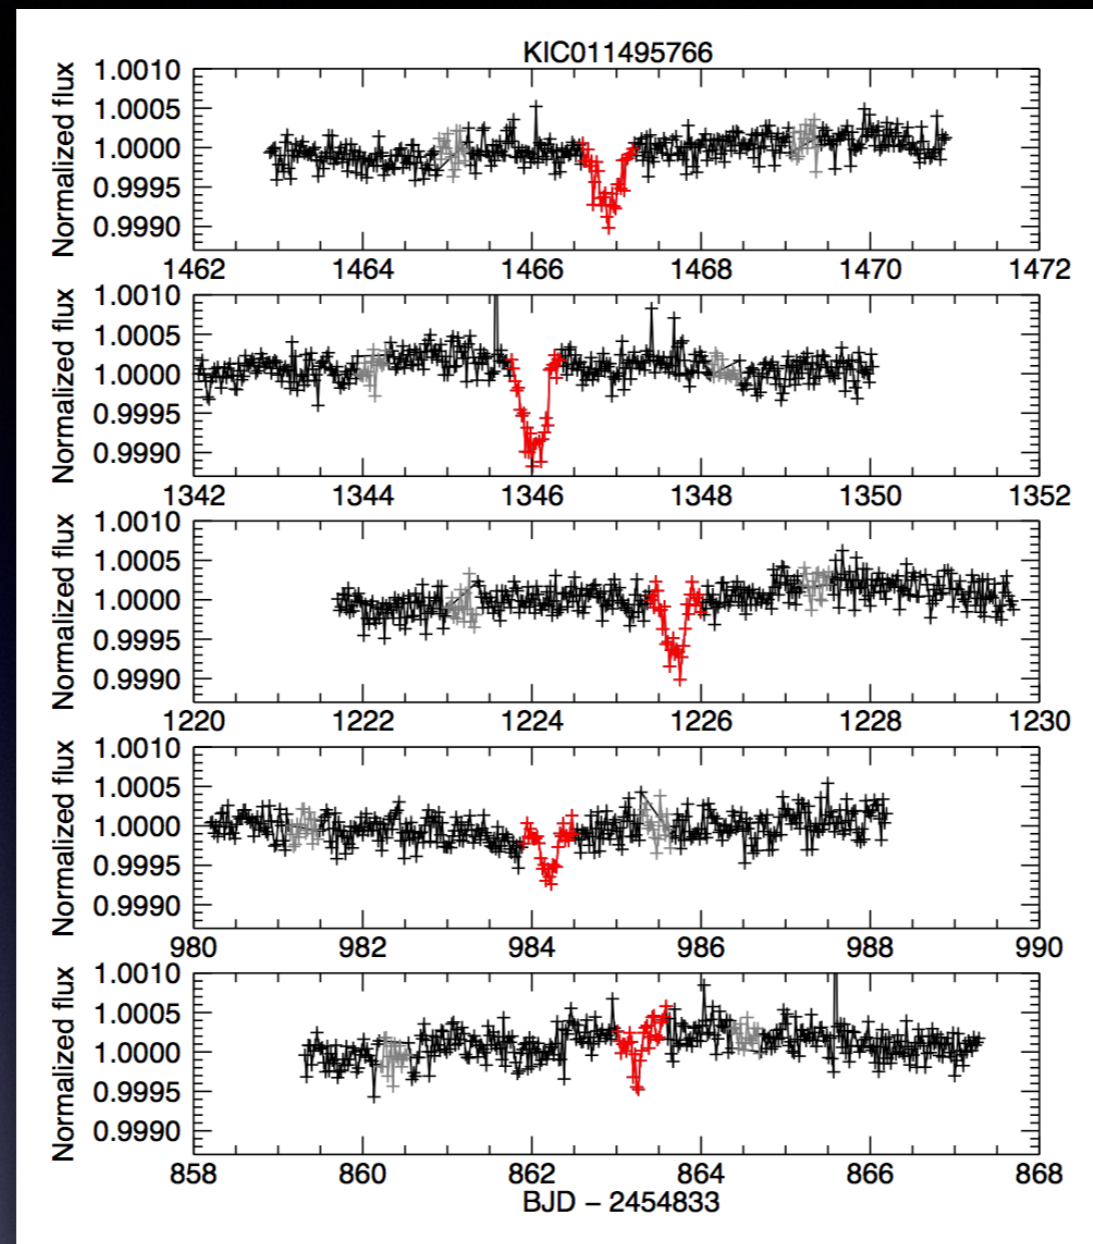 KIC011495766
Normalized flux
1.0010
1.0005
1.0000
0.9995
0.9990
1462 1464 1466 1468 1470 1472
Normalized flux
1.0010
1.0005
1.0000
0.9995
0.9990
1342 1344 1346 1348 1350 1352
Normalized flux
1.0010
1.0005
1.0000
0.9995
0.9990
1220 1222 1224 1226 1228 1230
Normalized flux
1.0010
1.0005
1.0000
0.9995
0.9990
980 982 984 986 988 990
Normalized flux
1.0010
1.0005
1.0000
0.9995
0.9990
858 860 862 864 866 868
BJD − 2454833